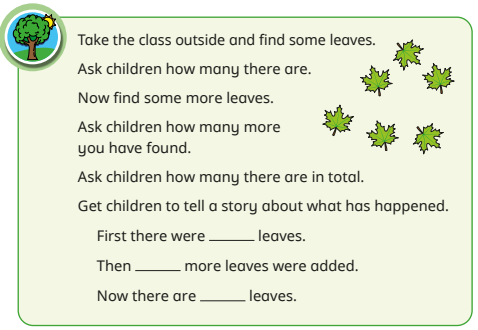 Take the class outside and find some leaves.
Ask children how many there are.
Now find some more leaves.
Ask children how many more
you have found.
Ask children how many there are in total.
Get children to tell a story about what has happened.
First there were ______ leaves.
Then ______ more leaves were added.
Now there are ______ leaves.